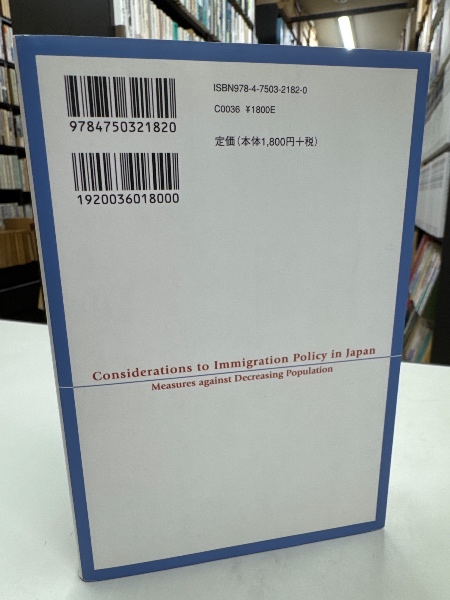 ISBN978-4-7503-2182-0
C0036 ¥1800E
定価(本体1,800円+税)
9784750321820
1920036018000
Considerations to Immigration Policy in Japan
Measures against Decreasing Population